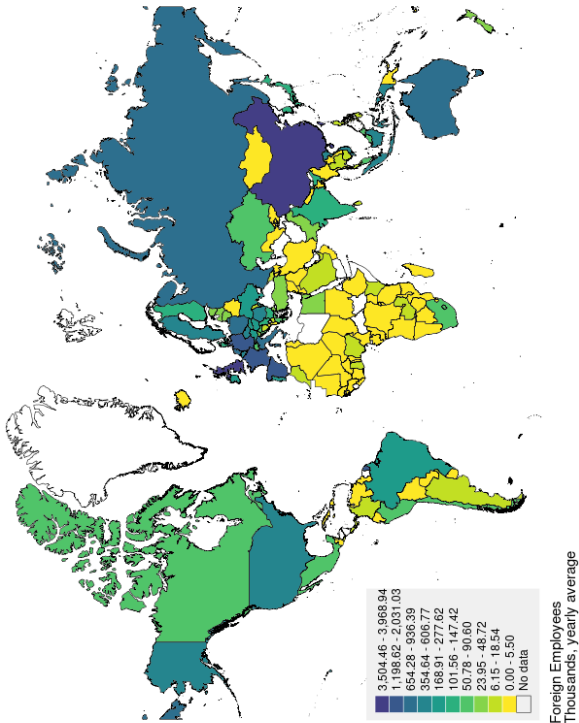 3,504.46 - 3,968.94
1,198.62 - 2,031.03
654.28 - 936.39
354.64 - 606.77
168.91 - 277.62
101.56 - 147.42
50.78 - 90.60
23.95 - 48.72
6.15 - 18.54
0.00 - 5.50
No data
Foreign Employees
Thousands, yearly average